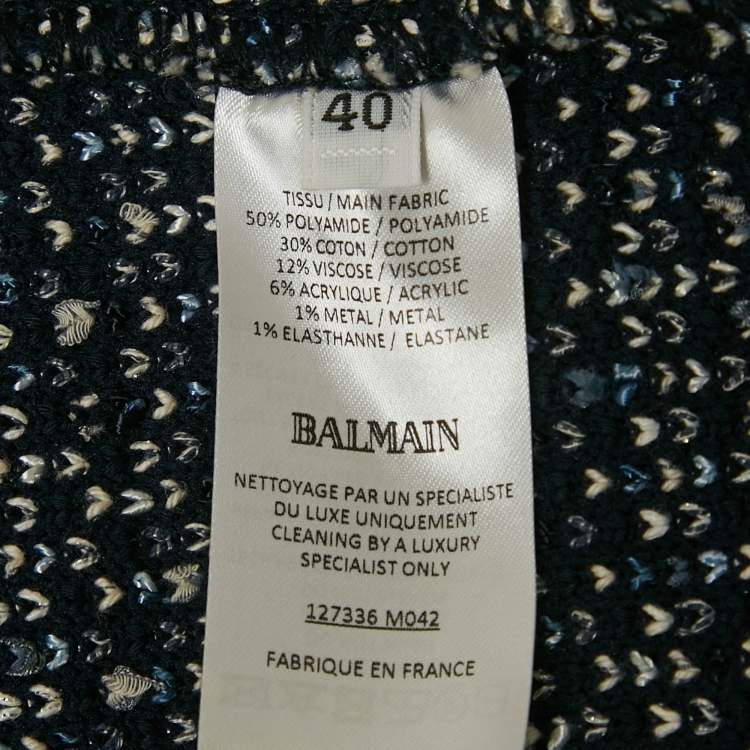 40
TISSU / MAIN FABRIC
50% POLYAMIDE / POLYAMIDE
30% COTON / COTTON
12% VISCOSE / VISCOSE
6% ACRYLIQUE / ACRYLIC
1% METAL / METAL
1% ELASTHANNE / ELASTANE
BALMAIN
NETTOYAGE PAR UN SPECIALISTE
DU LUXE UNIQUEMENT
CLEANING BY A LUXURY
SPECIALIST ONLY
127336 M042
FABRIQUE EN FRANCE